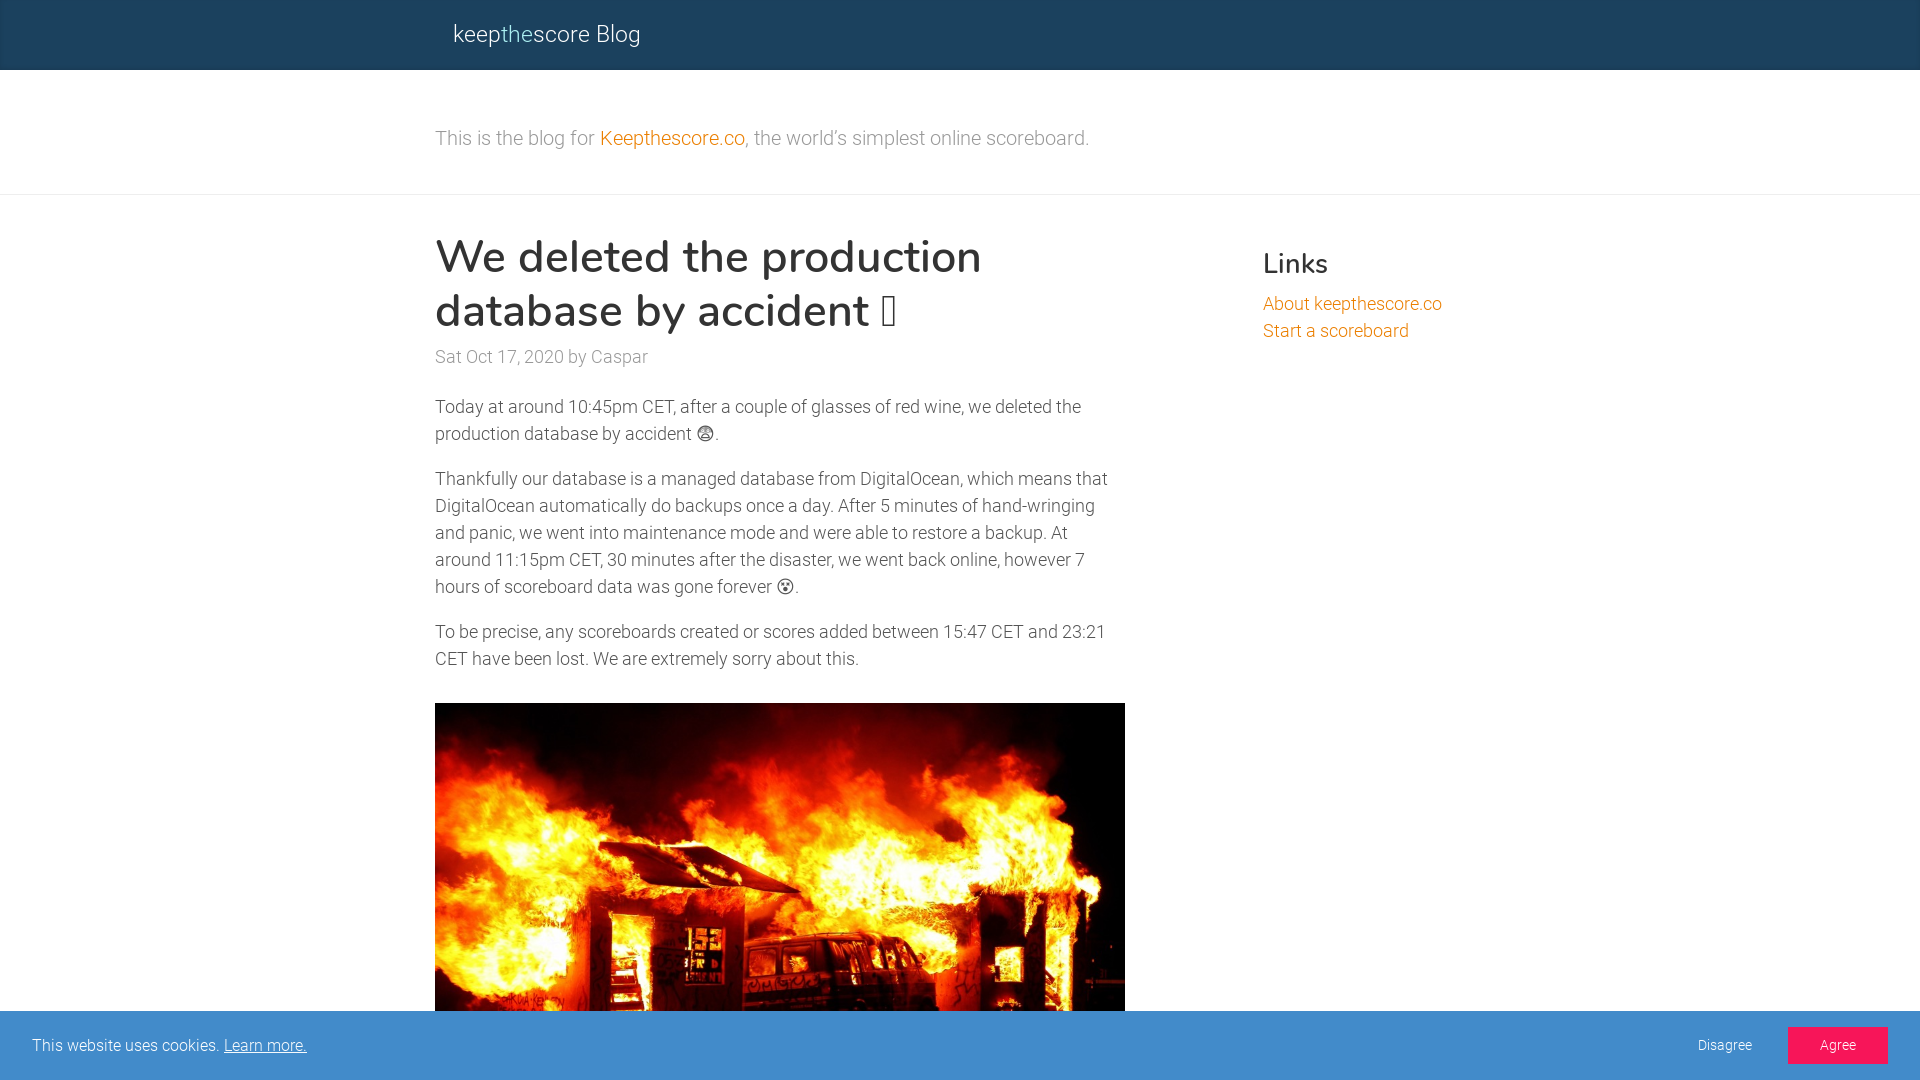 keepthescore Blog
This is the blog for Keepthescore.co, the world's simplest online scoreboard.
We deleted the production
database by accident
Sat Oct 17, 2020 by Caspar
Today at around 10:45pm CET, after a couple of glasses of red wine, we deleted the
production database by accident 😨.
Thankfully our database is a managed database from DigitalOcean, which means that
DigitalOcean automatically do backups once a day. After 5 minutes of hand-wringing
and panic, we went into maintenance mode and were able to restore a backup. At
around 11:15pm CET, 30 minutes after the disaster, we went back online, however 7
hours of scoreboard data was gone forever 😵.
To be precise, any scoreboards created or scores added between 15:47 CET and 23:21
CET have been lost. We are extremely sorry about this.
Links
About keepthescore.co
Start a scoreboard
This website uses cookies. Learn more.
Disagree
Agree